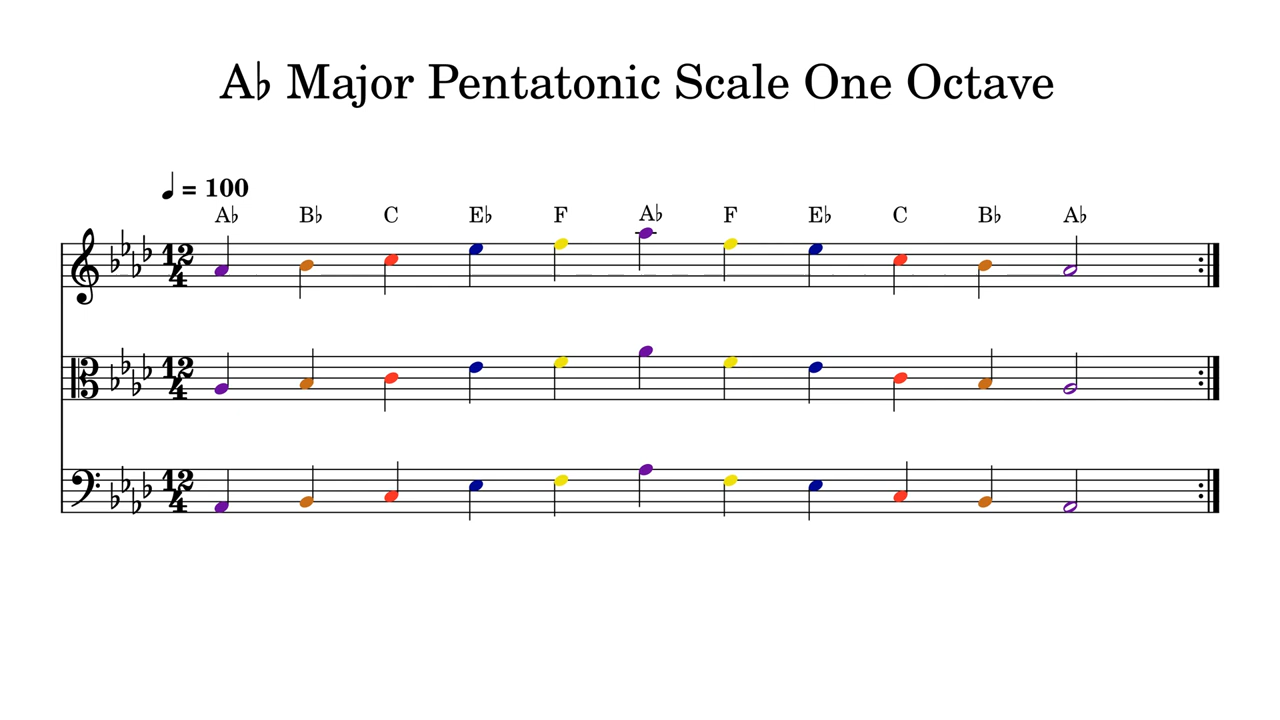 A♭ Major Pentatonic Scale One Octave
♩ = 100
A♭ B♭ C E♭ F A♭ F E♭ C B♭ A♭
12
4
12
4
12
4